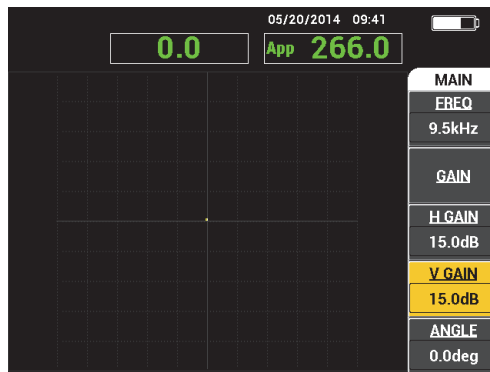 05/20/2014 09:41
0.0 App 266.0
MAIN
FREQ
9.5kHz
GAIN
H GAIN
15.0dB
V GAIN
15.0dB
ANGLE
0.0deg